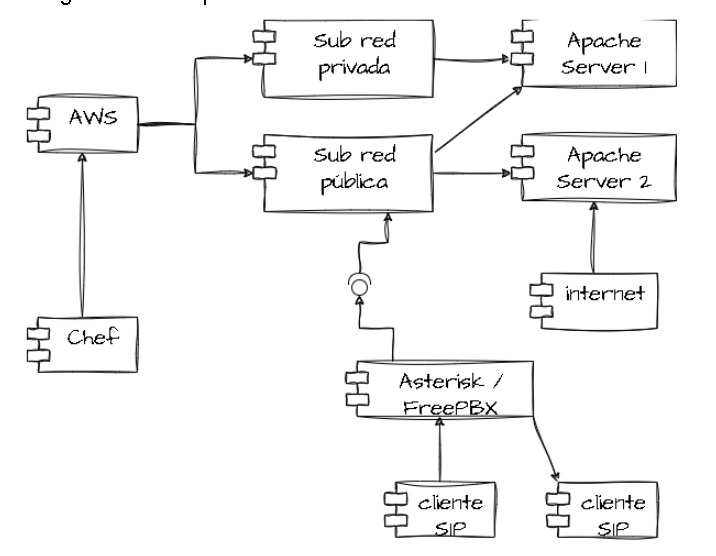 Sub red
privada
Apache
Server 1
AWS
Sub red
pública
Apache
Server 2
internet
Chef
Asterisk /
FreePBX
cliente
SIP
cliente
SIP